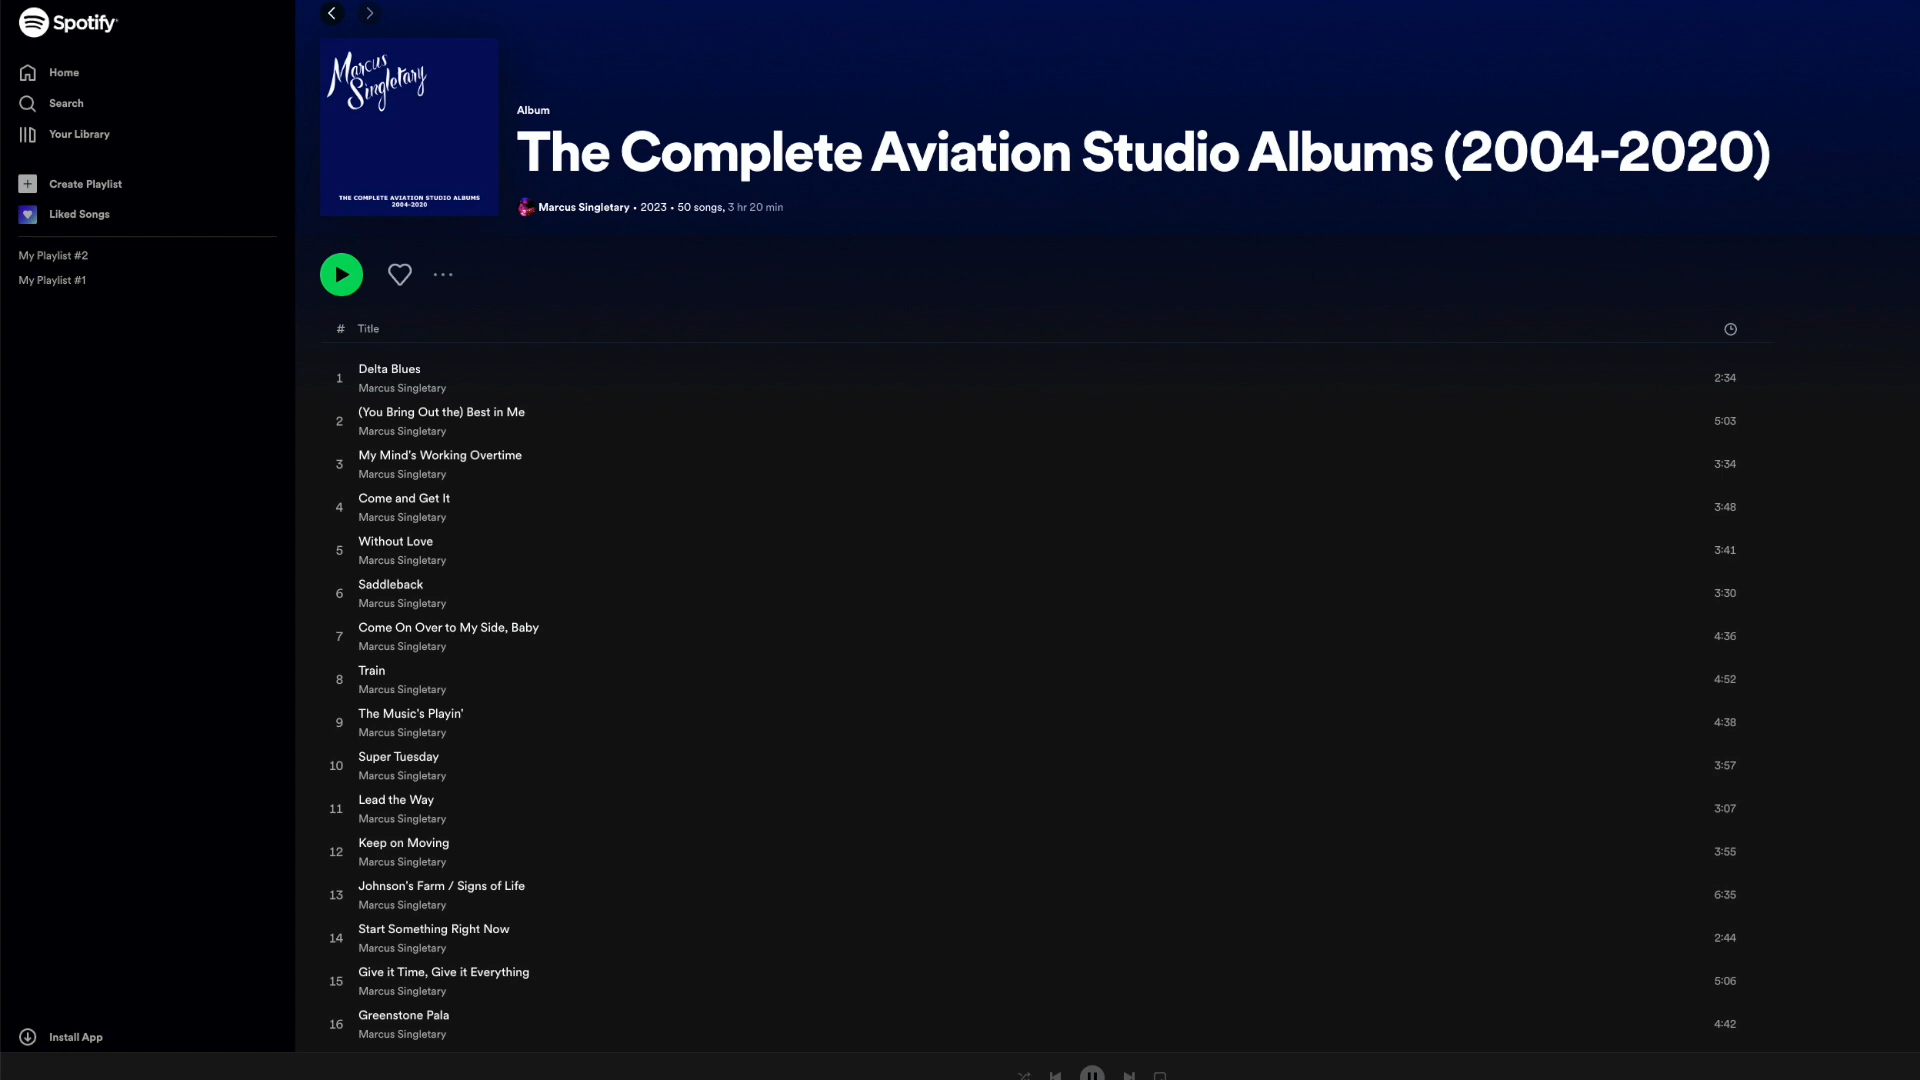 Spotify
Home
Search
Your Library
Create Playlist
Liked Songs
My Playlist #2
My Playlist #1
Install App
Marcus
Singletary
THE COMPLETE AVIATION STUDIO ALBUMS
2004-2020
Album
The Complete Aviation Studio Albums (2004-2020)
Marcus Singletary • 2023 • 50 songs, 3 hr 20 min
# Title
1 Delta Blues 2:34
Marcus Singletary
2 (You Bring Out the) Best in Me 5:03
Marcus Singletary
3 My Mind's Working Overtime 3:34
Marcus Singletary
4 Come and Get It 3:48
Marcus Singletary
5 Without Love 3:41
Marcus Singletary
6 Saddleback 3:30
Marcus Singletary
7 Come On Over to My Side, Baby 4:36
Marcus Singletary
8 Train 4:52
Marcus Singletary
9 The Music's Playin' 4:38
Marcus Singletary
10 Super Tuesday 3:57
Marcus Singletary
11 Lead the Way 3:07
Marcus Singletary
12 Keep on Moving 3:55
Marcus Singletary
13 Johnson's Farm / Signs of Life 6:35
Marcus Singletary
14 Start Something Right Now 2:44
Marcus Singletary
15 Give it Time, Give it Everything 5:06
Marcus Singletary
16 Greenstone Pala 4:42
Marcus Singletary